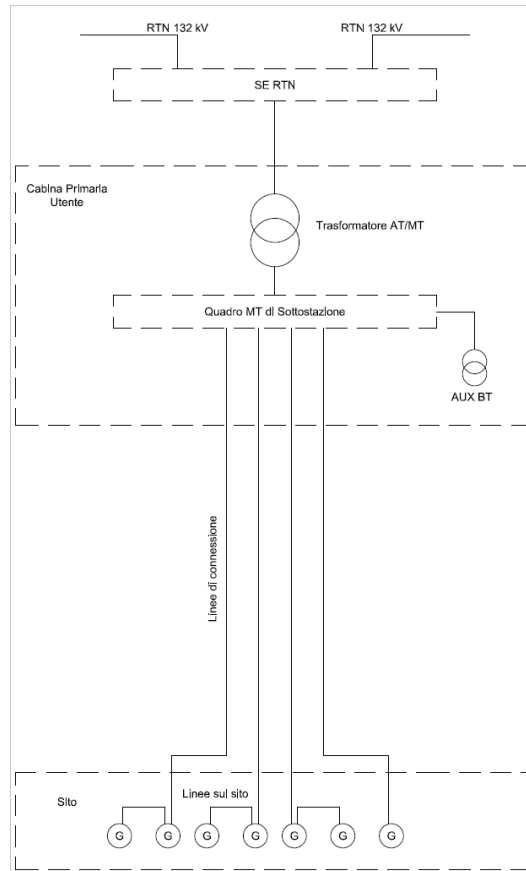 RTN 132 kV
RTN 132 kV
SE RTN
Cabina Primaria
Utente
Trasformatore AT/MT
Quadro MT di Sottostazione
AUX BT
Linee di connessione
Linee sul sito
Sito
G
G
G
G
G
G
G